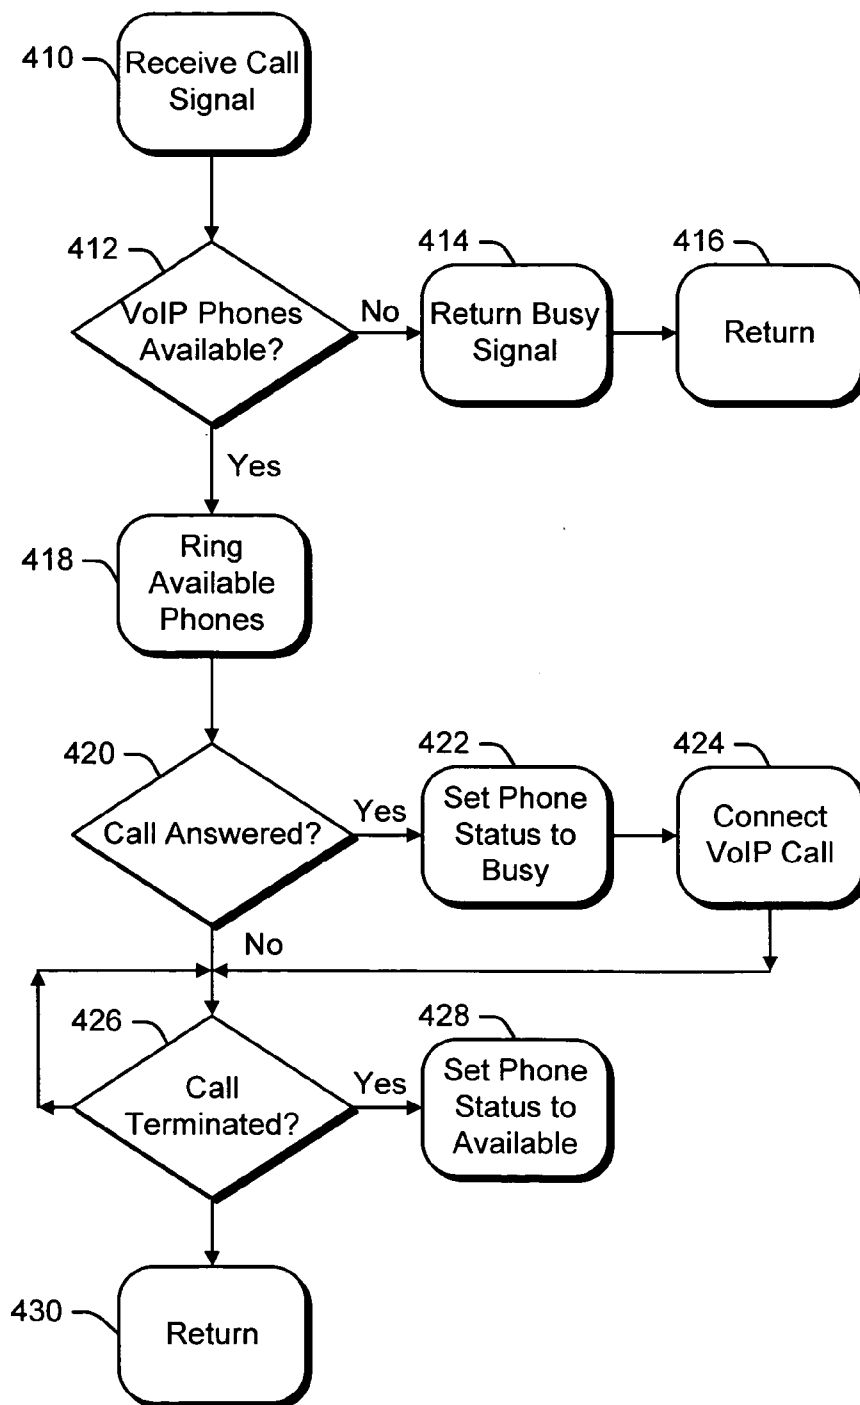 410
Receive Call
Signal
412
VoIP Phones
Available?
No
414
Return Busy
Signal
416
Return
Yes
418
Ring
Available
Phones
420
Call Answered?
Yes
422
Set Phone
Status to
Busy
424
Connect
VoIP Call
No
426
Call
Terminated?
Yes
428
Set Phone
Status to
Available
430
Return